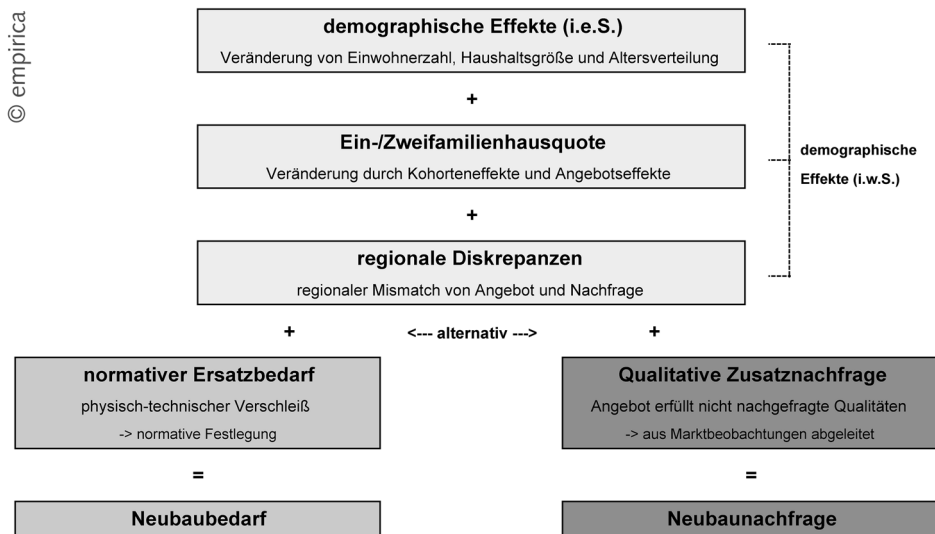 © empirica
demographische Effekte (i.e.S.)
Veränderung von Einwohnerzahl, Haushaltsgröße und Altersverteilung
+
Ein-/Zweifamilienhausquote
Veränderung durch Kohorteneffekte und Angebotseffekte
+
regionale Diskrepanzen
regionaler Mismatch von Angebot und Nachfrage
demographische
Effekte (i.w.S.)
+ <--- alternativ ---> +
normativer Ersatzbedarf
physisch-technischer Verschleiß
-> normative Festlegung
=
Neubaubedarf
Qualitative Zusatznachfrage
Angebot erfüllt nicht nachgefragte Qualitäten
-> aus Marktbeobachtungen abgeleitet
=
Neubaunachfrage